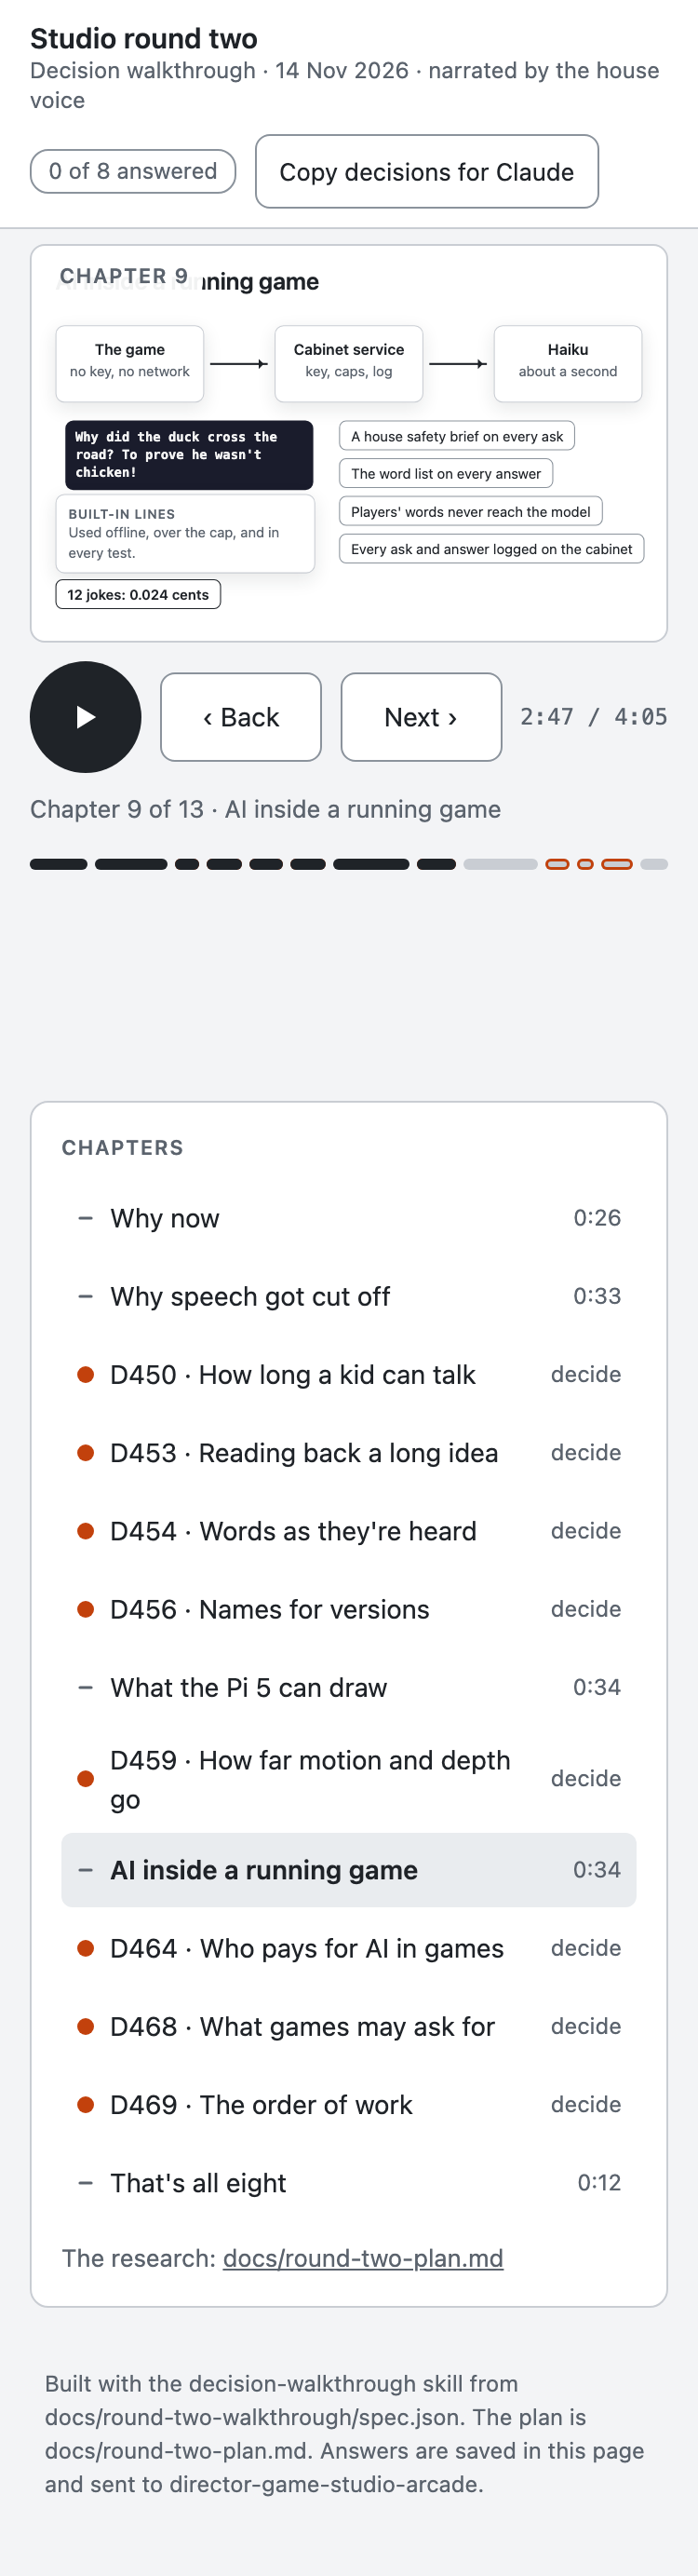 Studio round two
Decision walkthrough · 14 Nov 2026 · narrated by the house
voice
0 of 8 answered
Copy decisions for Claude
CHAPTER 9
AI inside a running game
The game
no key, no network
Cabinet service
key, caps, log
Haiku
about a second
Why did the duck cross the
road? To prove he wasn't
chicken!
BUILT-IN LINES
Used offline, over the cap, and in
every test.
12 jokes: 0.024 cents
A house safety brief on every ask
The word list on every answer
Players' words never reach the model
Every ask and answer logged on the cabinet
‹ Back
Next ›
2:47 / 4:05
Chapter 9 of 13 · AI inside a running game
CHAPTERS
– Why now 0:26
– Why speech got cut off 0:33
D450 · How long a kid can talk decide
D453 · Reading back a long idea decide
D454 · Words as they're heard decide
D456 · Names for versions decide
– What the Pi 5 can draw 0:34
D459 · How far motion and depth
go decide
– AI inside a running game 0:34
D464 · Who pays for AI in games decide
D468 · What games may ask for decide
D469 · The order of work decide
– That's all eight 0:12
The research: docs/round-two-plan.md
Built with the decision-walkthrough skill from
docs/round-two-walkthrough/spec.json. The plan is
docs/round-two-plan.md. Answers are saved in this page
and sent to director-game-studio-arcade.